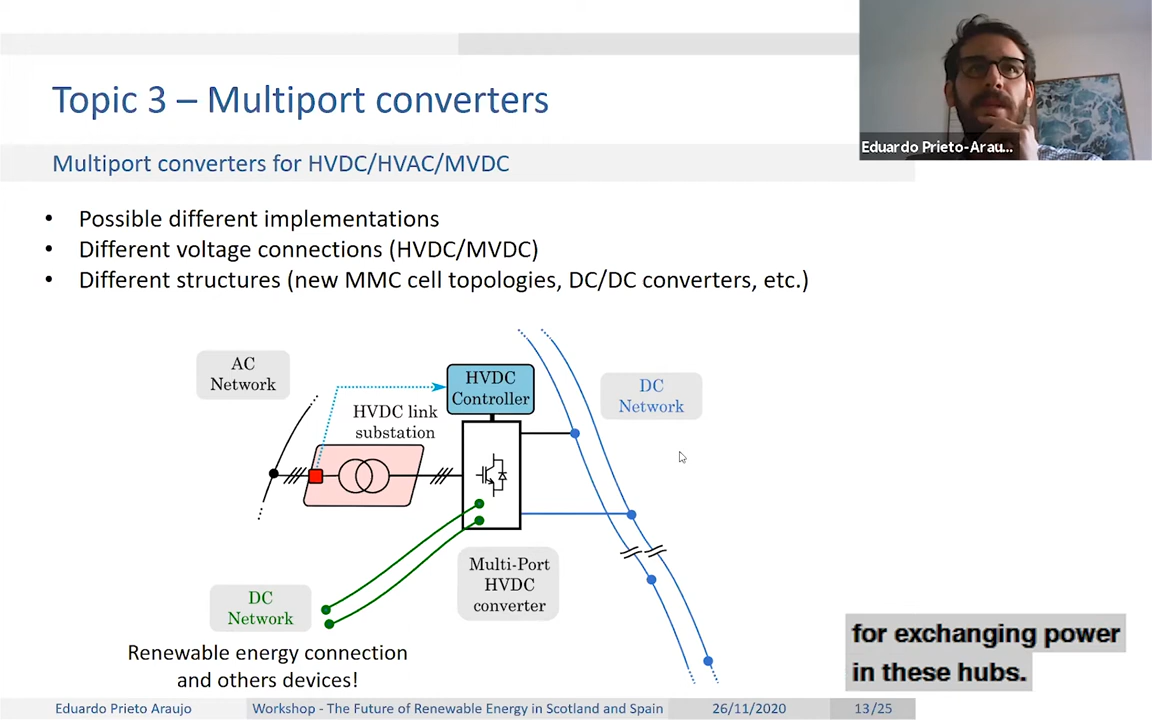 Topic 3 – Multiport converters
Eduardo Prieto-Arau...
Multiport converters for HVDC/HVAC/MVDC
• Possible different implementations
• Different voltage connections (HVDC/MVDC)
• Different structures (new MMC cell topologies, DC/DC converters, etc.)
AC
Network
HVDC link
substation
HVDC
Controller
DC
Network
Multi-Port
HVDC
converter
DC
Network
Renewable energy connection
and others devices!
for exchanging power
in these hubs.
Eduardo Prieto Araujo
Workshop - The Future of Renewable Energy in Scotland and Spain
26/11/2020
13/25